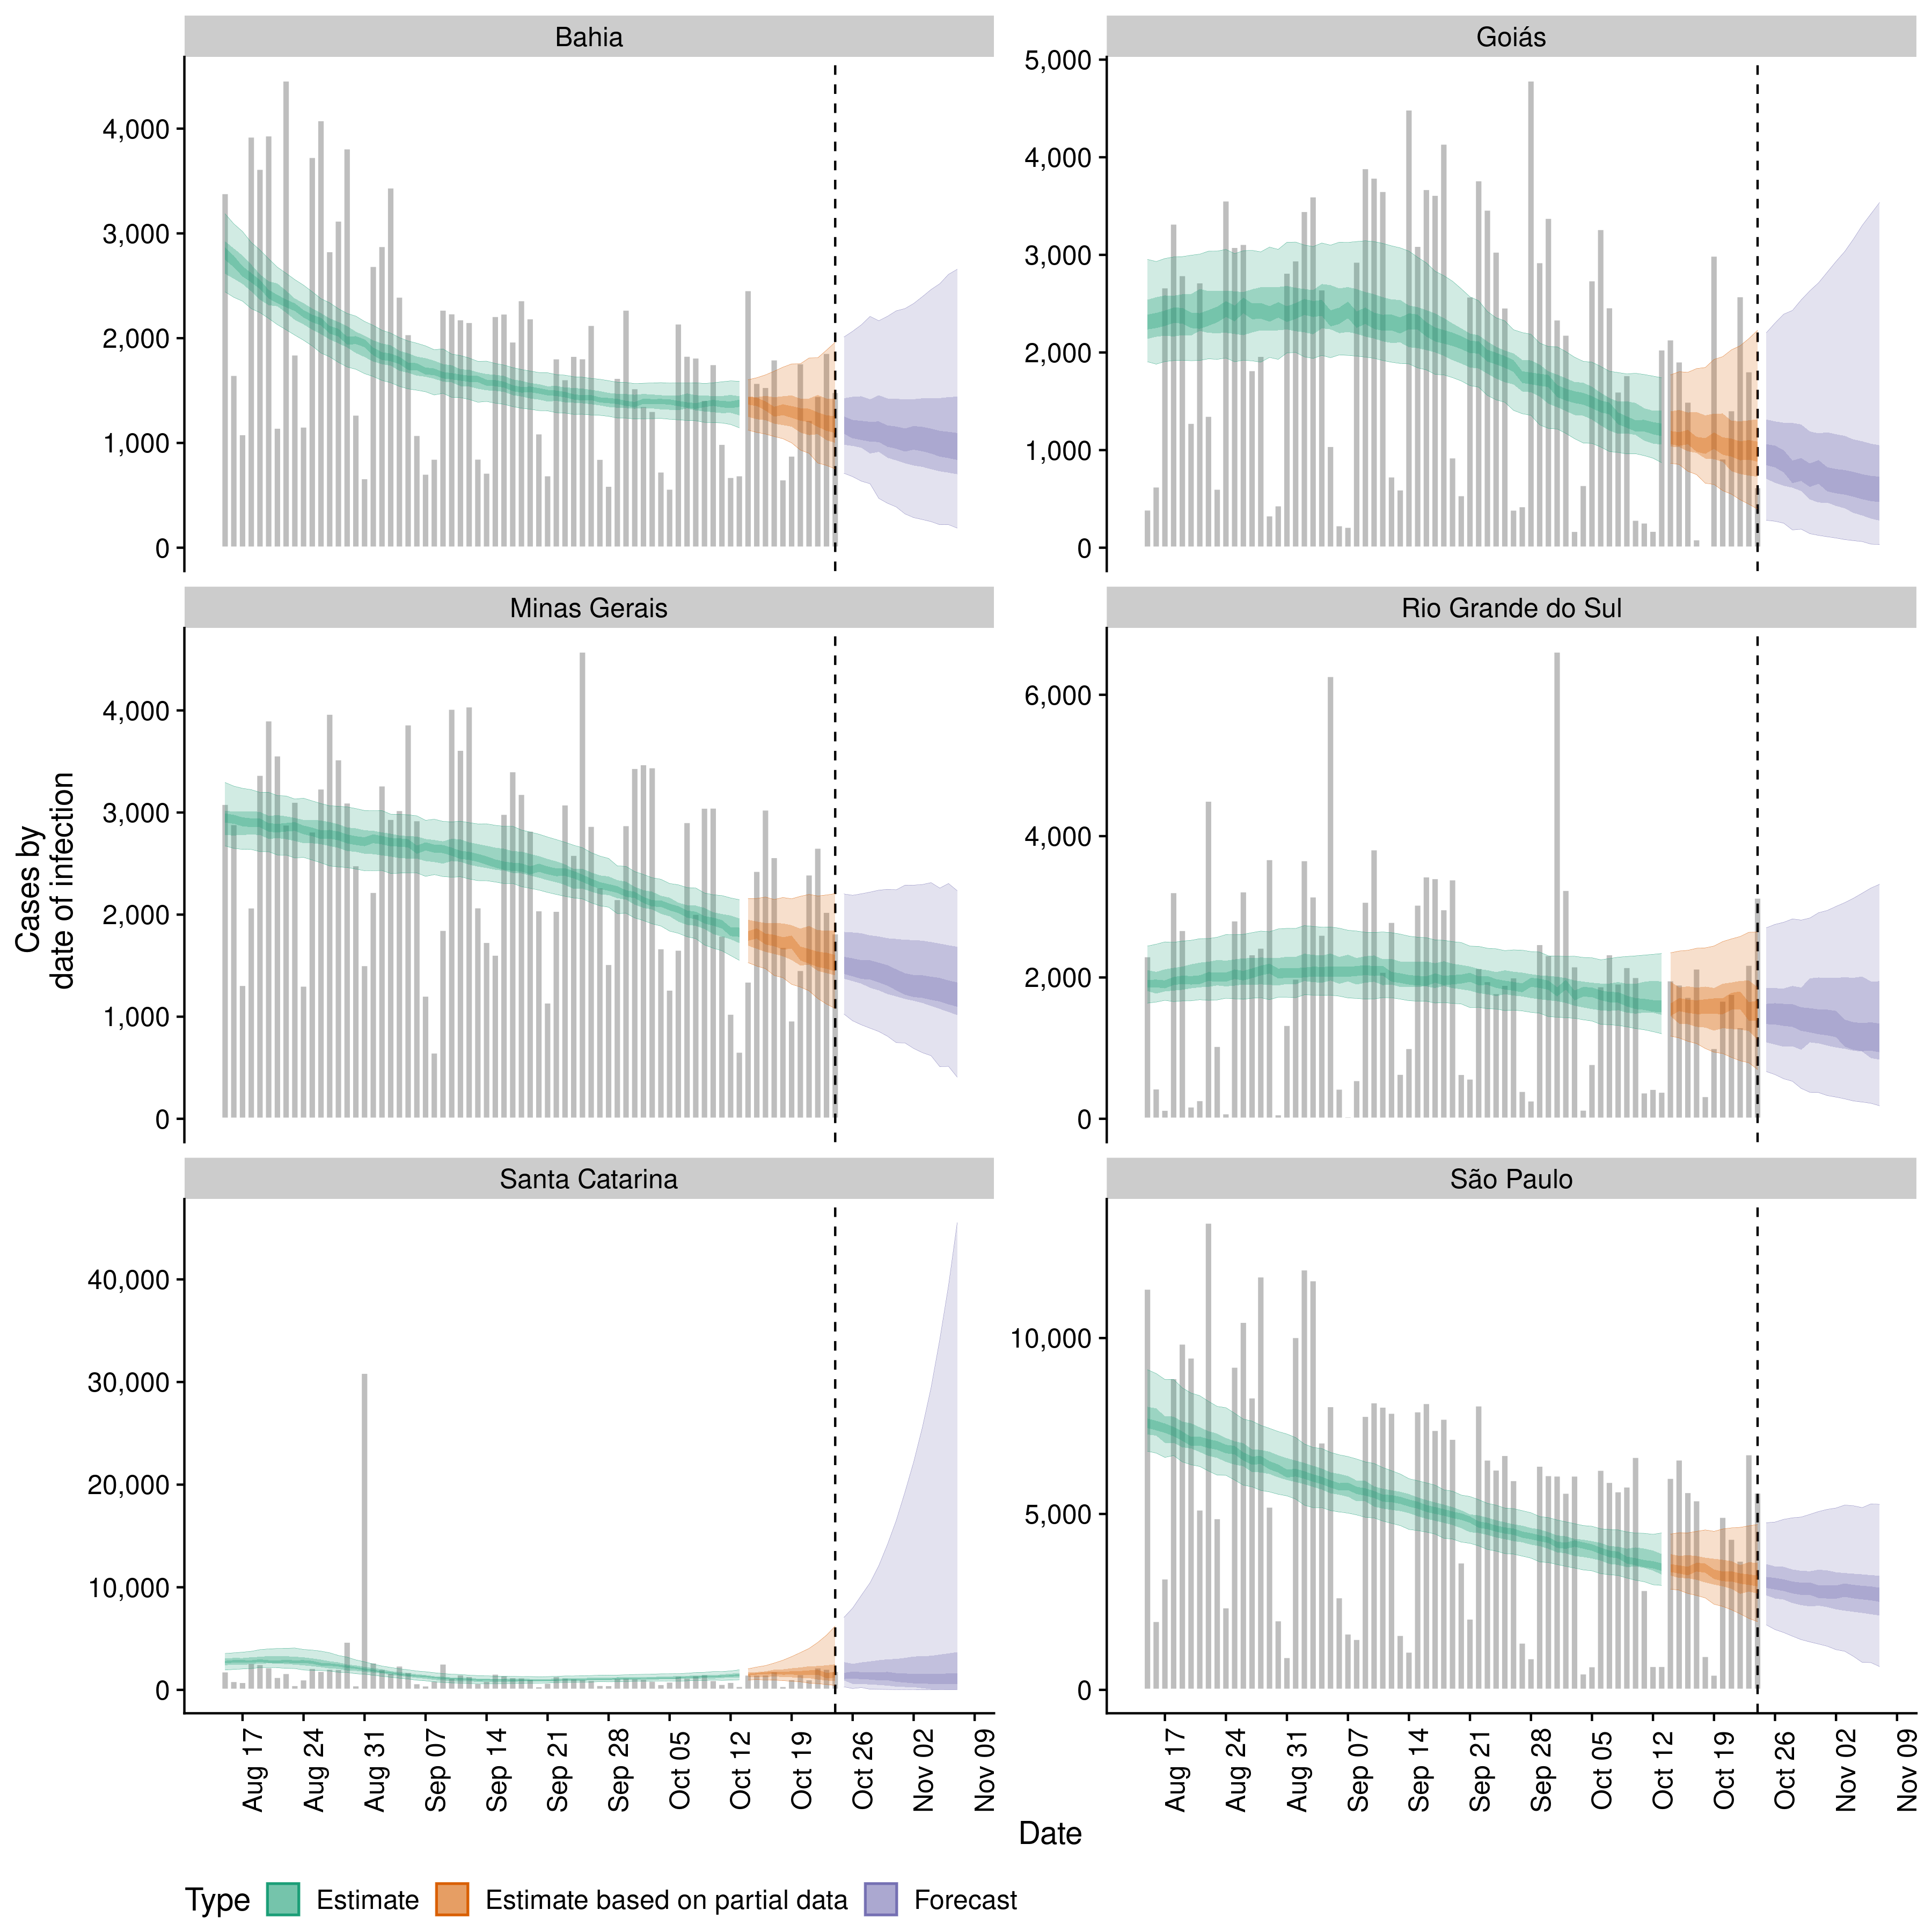 Bahia
Goiás
4,000
3,000
2,000
1,000
0
5,000
4,000
3,000
2,000
1,000
0
Minas Gerais
Rio Grande do Sul
4,000
3,000
2,000
1,000
0
6,000
4,000
2,000
0
Cases by
date of infection
Santa Catarina
São Paulo
40,000
30,000
20,000
10,000
0
10,000
5,000
0
Aug 17
Aug 24
Aug 31
Sep 07
Sep 14
Sep 21
Sep 28
Oct 05
Oct 12
Oct 19
Oct 26
Nov 02
Nov 09
Aug 17
Aug 24
Aug 31
Sep 07
Sep 14
Sep 21
Sep 28
Oct 05
Oct 12
Oct 19
Oct 26
Nov 02
Nov 09
Date
Type Estimate Estimate based on partial data Forecast